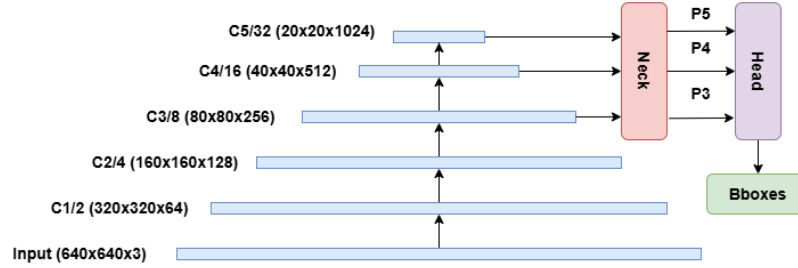 C5/32 (20x20x1024)
P5
C4/16 (40x40x512)
P4
Neck
Head
C3/8 (80x80x256)
P3
C2/4 (160x160x128)
Bboxes
C1/2 (320x320x64)
Input (640x640x3)